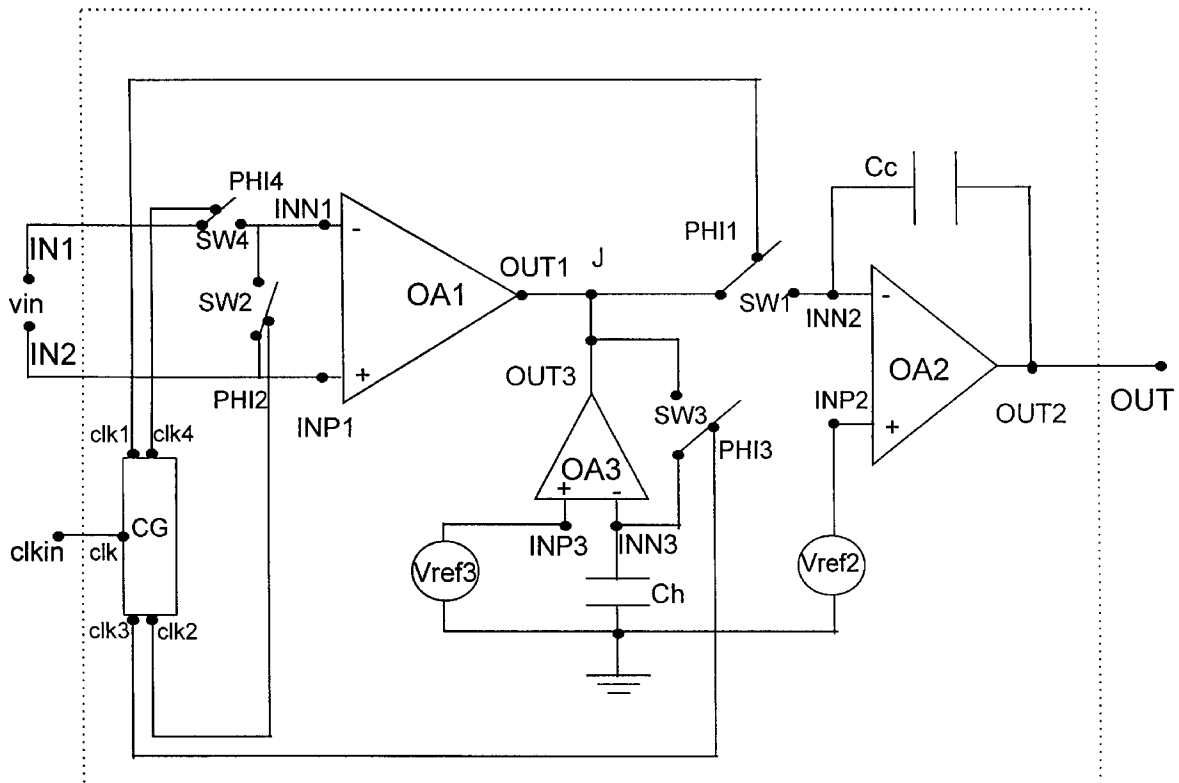 Cc
PHI4
INN1
-
IN1
SW4
PHI1
OUT1
J
vin
SW2
OA1
SW1
INN2
-
IN2
+
OUT3
OA2
OUT
PHI2
INP1
SW3
INP2
+
OUT2
clk1
clk4
PHI3
OA3
+
-
CG
clkin
clk
INP3
INN3
Vref3
Vref2
Ch
clk3
clk2